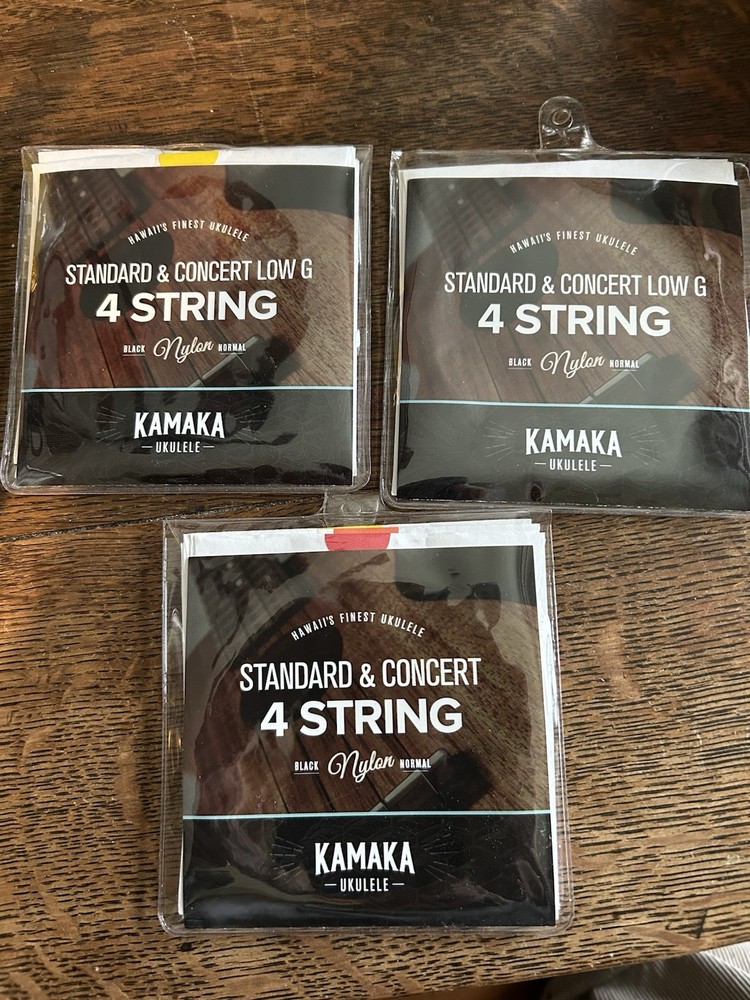 HAWAII'S FINEST UKULELE
STANDARD & CONCERT LOW G
4 STRING
BLACK Nylon NORMAL
KAMAKA
UKULELE
HAWAII'S FINEST UKULELE
STANDARD & CONCERT LOW G
4 STRING
BLACK Nylon NORMAL
KAMAKA
UKULELE
HAWAII'S FINEST UKULELE
STANDARD & CONCERT
4 STRING
BLACK Nylon NORMAL
KAMAKA
UKULELE